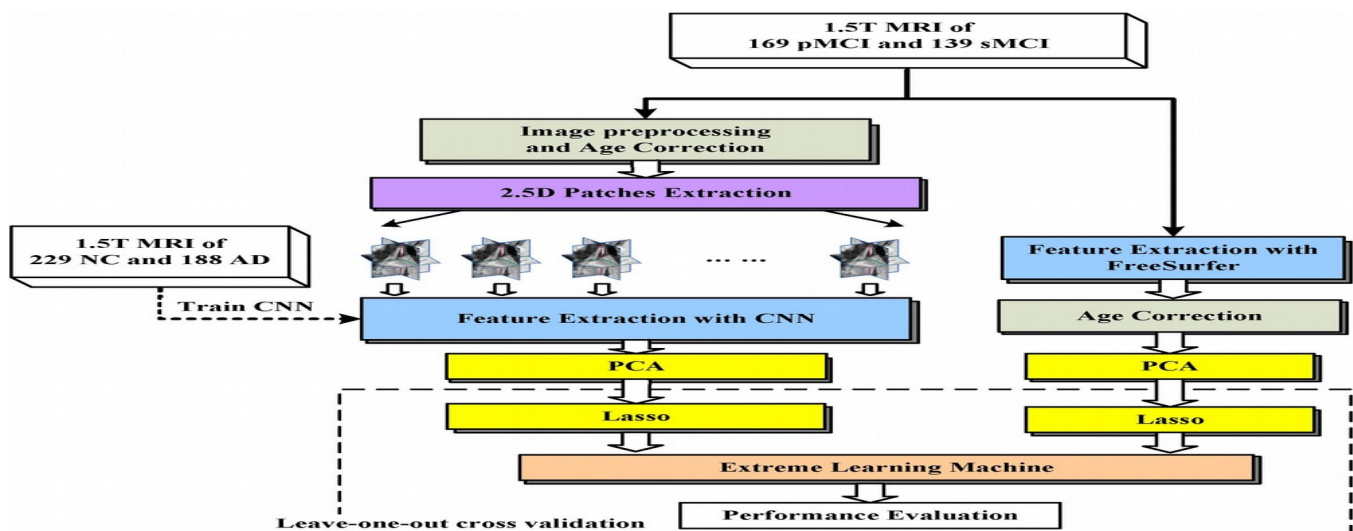 1.5T MRI of
169 pMCI and 139 sMCI
Image preprocessing
and Age Correction
2.5D Patches Extraction
1.5T MRI of
229 NC and 188 AD
... ...
Feature Extraction with
FreeSurfer
Train CNN
Feature Extraction with CNN
Age Correction
PCA
PCA
Lasso
Lasso
Extreme Learning Machine
Performance Evaluation
Leave-one-out cross validation